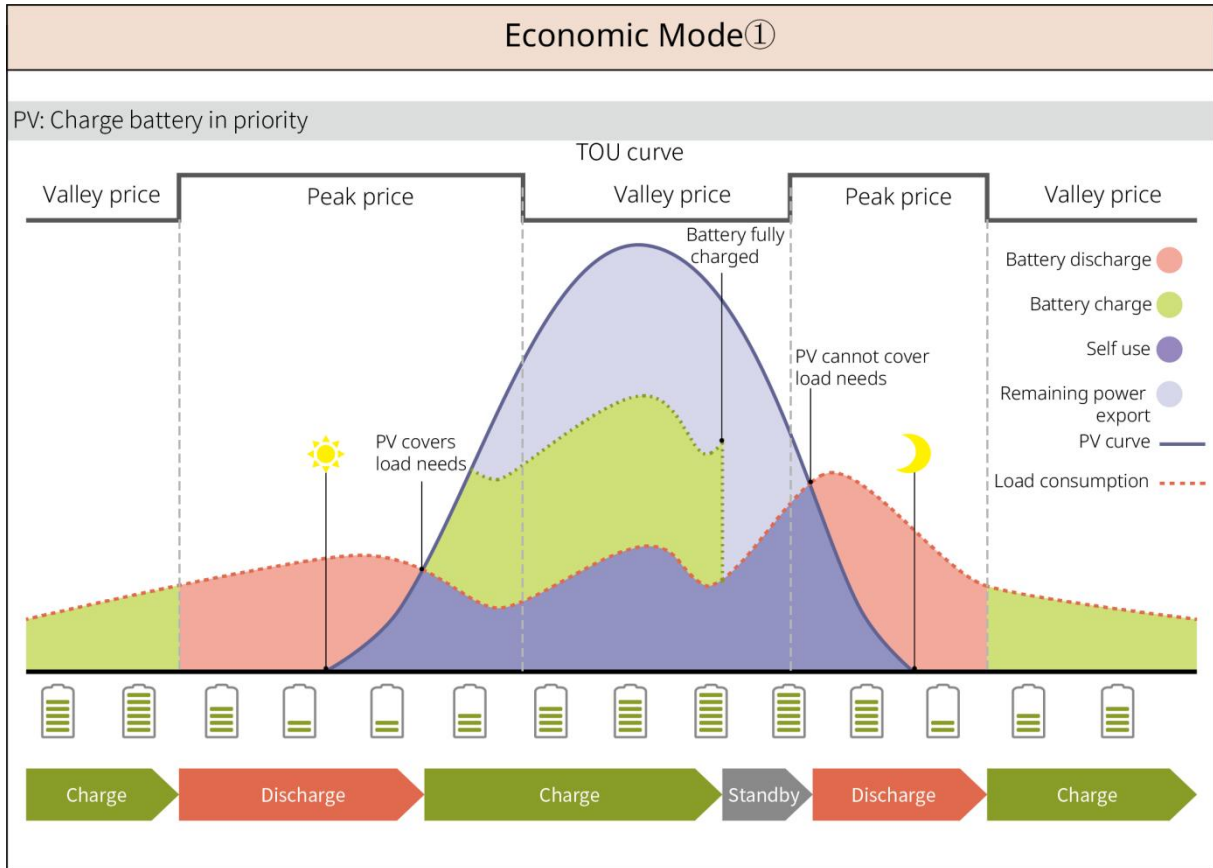 Economic Mode①
PV: Charge battery in priority
TOU curve
Valley price
Peak price
Valley price
Peak price
Valley price
Battery fully
charged
Battery discharge
Battery charge
Self use
Remaining power
export
PV curve
Load consumption
PV cannot cover
load needs
PV covers
load needs
Charge
Discharge
Charge
Standby
Discharge
Charge